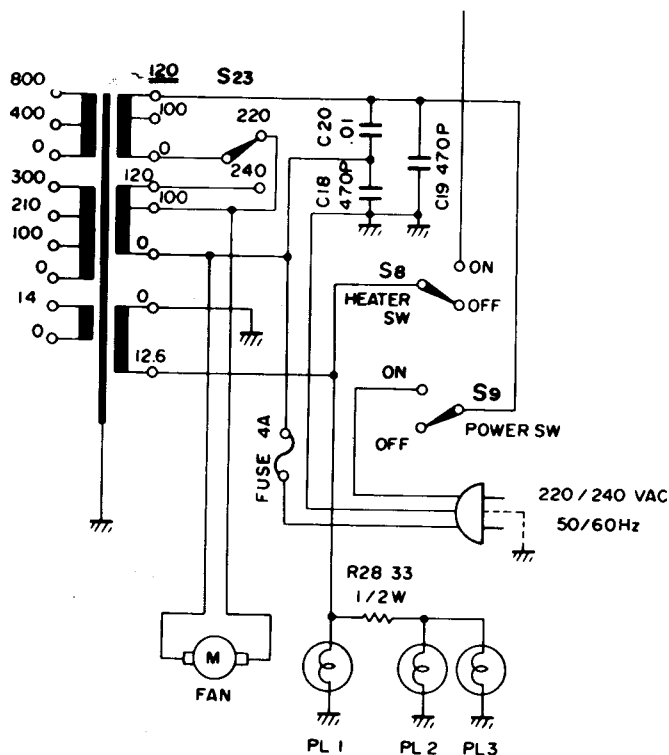 800
400
0
300
210
100
0
14
0
~120
100
0
120
100
0
0
12.6
S23
220
240
C20
.01
C18
470P
C19 470P
S8
HEATER
SW
ON
OFF
ON
OFF
S9
POWER SW
FUSE 4A
220/240 VAC
50/60Hz
R28 33
1/2W
M
FAN
PL 1
PL 2
PL3